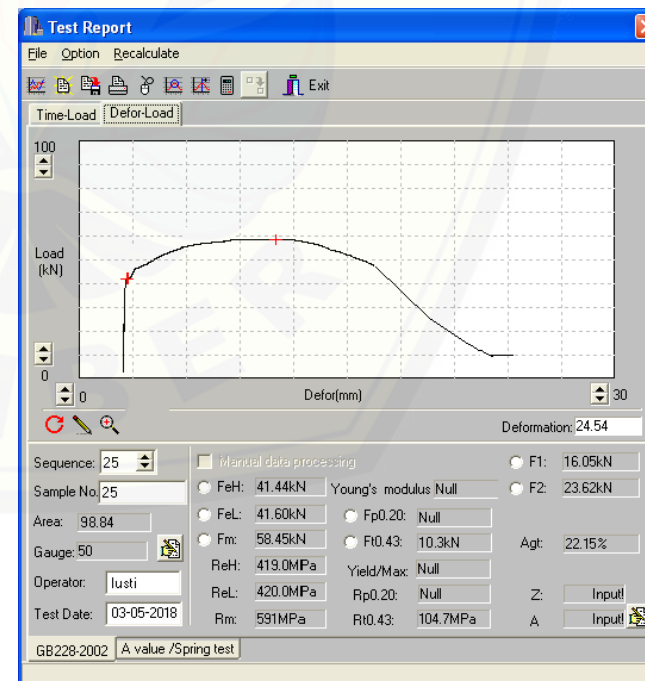 Test Report
File Option Recalculate
Exit
Time-Load Defor-Load
100
Load
(kN)
0
0 Defor(mm) 30
Deformation: 24.54
Sequence: 25
Manual data processing
F1: 16.05kN
Sample No. 25
FeH: 41.44kN Young's modulus Null
F2: 23.62kN
Area: 98.84
FeL: 41.60kN Fp0.20: Null
Gauge: 50
Fm: 58.45kN Ft0.43: 10.3kN Agt: 22.15%
ReH: 419.0MPa Yield/Max: Null
Operator: lusti
ReL: 420.0MPa Rp0.20: Null Z: Input!
Test Date: 03-05-2018
Rm: 591MPa Rt0.43: 104.7MPa A Input!
GB228-2002 A value /Spring test